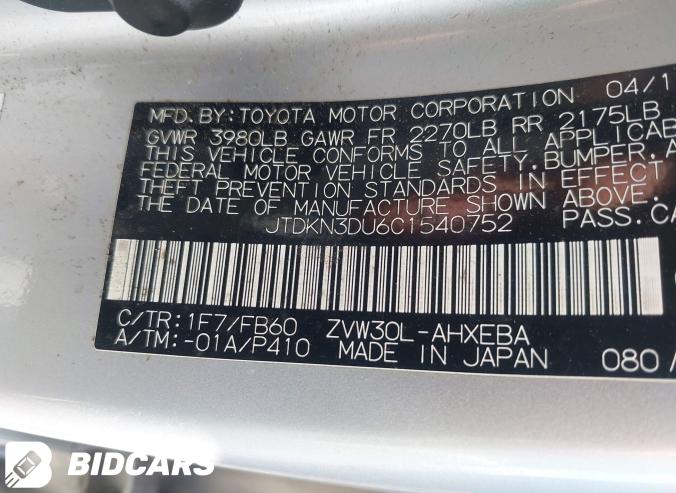 MFD. BY: TOYOTA MOTOR CORPORATION 04/1
GVWR 3980LB GAWR FR 2270LB RR 2175LB
THIS VEHICLE CONFORMS TO ALL APPLICAB
FEDERAL MOTOR VEHICLE SAFETY, BUMPER, A
THEFT PREVENTION STANDARDS IN EFFECT
THE DATE OF MANUFACTURE SHOWN ABOVE.
JTDKN3DU6C1540752 PASS. CA
C/TR: 1F7/FB60 ZVW30L-AHXEBA
A/TM: -01A/P410 MADE IN JAPAN 080/
BIDCARS